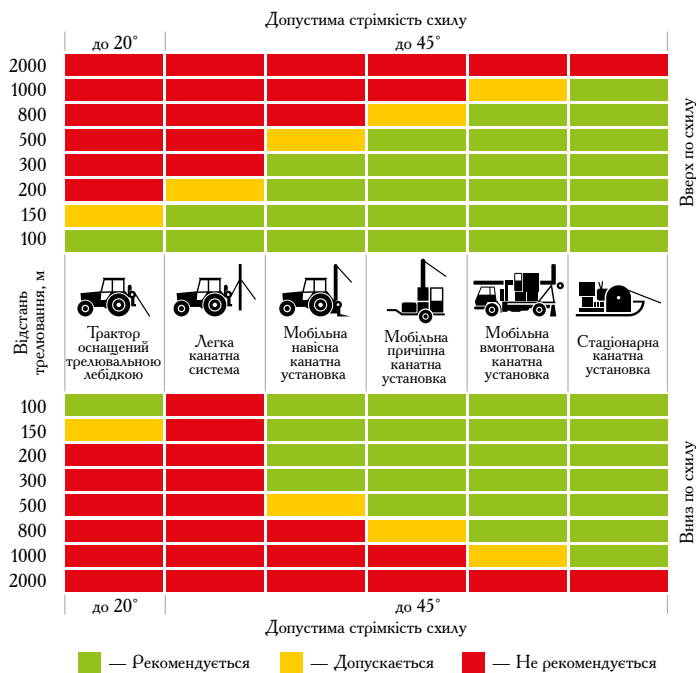 Допустима стрімкість схилу
до 20°
до 45°
2000
1000
800
500
300
200
150
100
Вверх по схилу
Відстань
трелювання, м
Трактор
оснащений
трелювальною
лебідкою
Легка
канатна
система
Мобільна
навісна
канатна
установка
Мобільна
причіпна
канатна
установка
Мобільна
вмонтована
канатна
установка
Стаціонарна
канатна
установка
100
150
200
300
500
800
1000
2000
Вниз по схилу
до 20°
до 45°
Допустима стрімкість схилу
— Рекомендується
— Допускається
— Не рекомендується